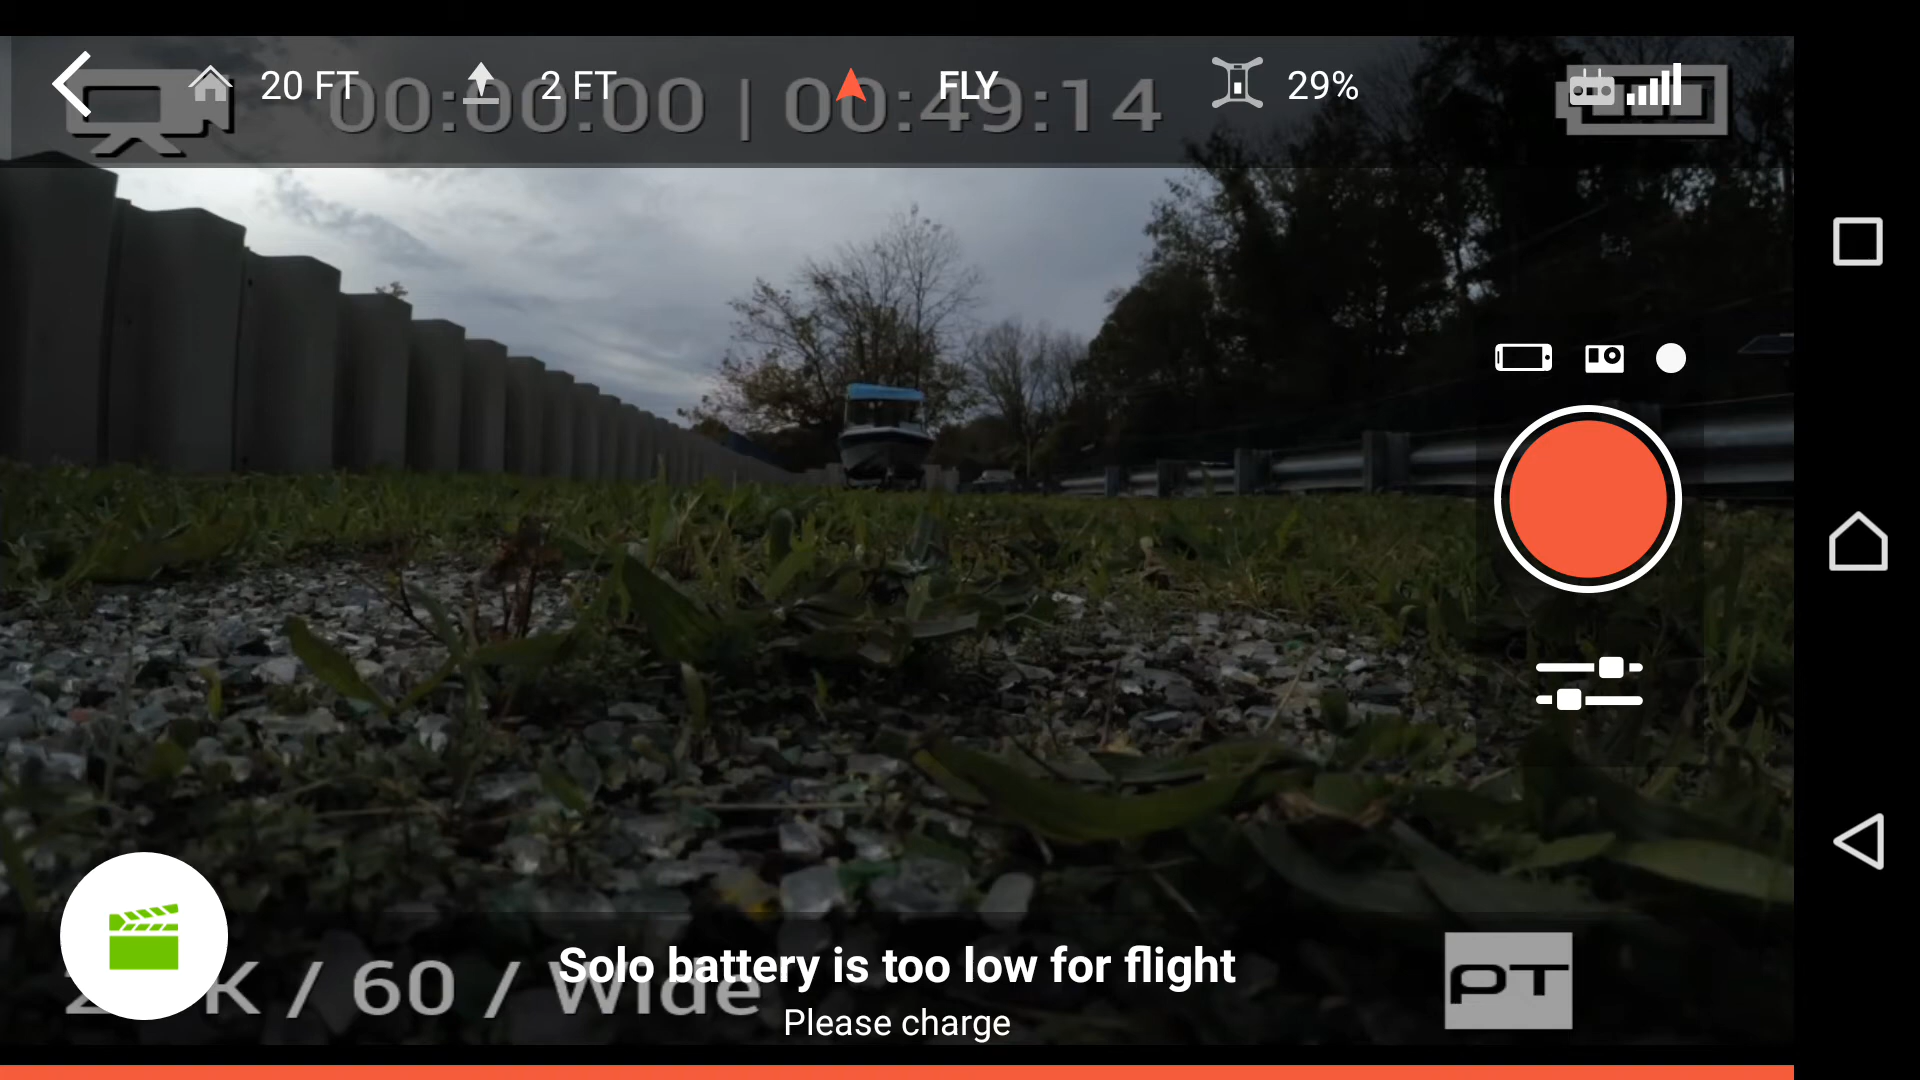 20 FT
2 FT
FLY
29%
00:00:00 | 00:49:14
Solo battery is too low for flight
Please charge
K / 60 / Wide
PT